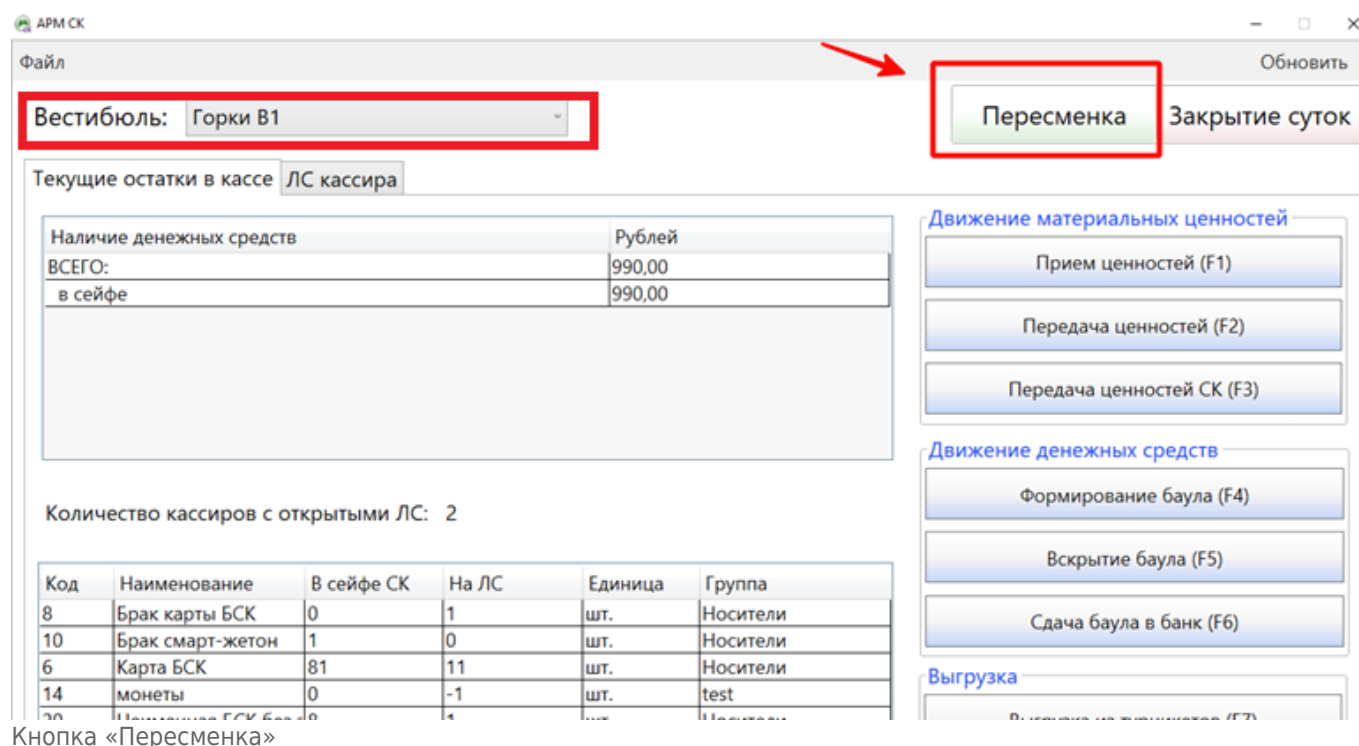 АРМ СК
Файл Обновить
Вестибюль: Горки В1 Пересменка Закрытие суток
Текущие остатки в кассе ЛС кассира
Наличие денежных средств Рублей
ВСЕГО: 990,00
в сейфе 990,00
Движение материальных ценностей
Прием ценностей (F1)
Передача ценностей (F2)
Передача ценностей СК (F3)
Движение денежных средств
Формирование баула (F4)
Вскрытие баула (F5)
Сдача баула в банк (F6)
Выгрузка
Выгрузка из турникетов (F7)
Количество кассиров с открытыми ЛС: 2
Код Наименование В сейфе СК На ЛС Единица Группа
8 Брак карты БСК 0 1 шт. Носители
10 Брак смарт-жетон 1 0 шт. Носители
6 Карта БСК 81 11 шт. Носители
14 монеты 0 -1 шт. test
Кнопка «Пересменка»